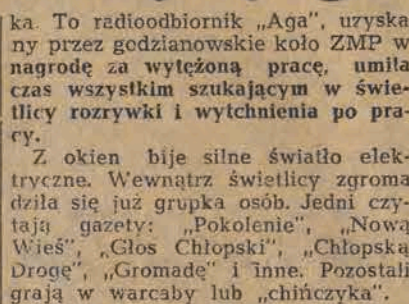 ka. To radioodbiornik „Aga”, uzyska
ny przez godzianowskie koło ZMP w
nagrodę za wytężoną pracę, umila
czas wszystkim szukającym w świe-
tlicy rozrywki i wytchnienia po pra-
cy.
Z okien bije silne światło elek-
tryczne. Wewnątrz świetlicy zgroma
dziła się już grupka osób. Jedni czy-
tają gazety: „Pokolenie”, „Nową
Wieś”, „Głos Chłopski”, „Chłopską
Drogę”, „Gromadę” i inne. Pozostali
grają w warcaby lub „chińczyka”.